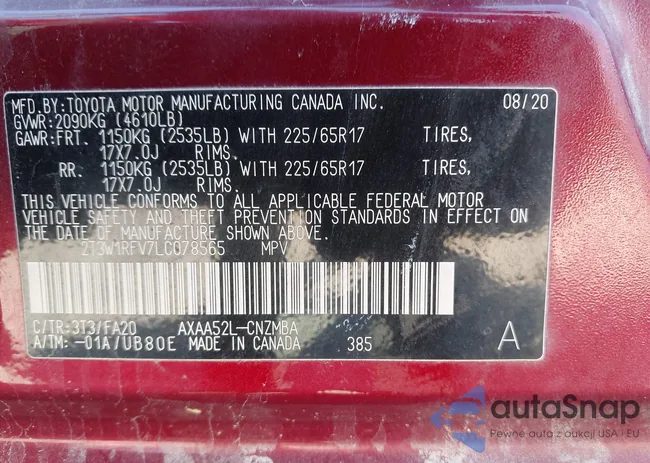 MFD.BY:TOYOTA MOTOR MANUFACTURING CANADA INC. 08/20
GVWR:2090KG (4610LB)
GAWR:FRT. 1150KG (2535LB) WITH 225/65R17 TIRES,
17X7.0J RIMS.
RR. 1150KG (2535LB) WITH 225/65R17 TIRES,
17X7.0J RIMS.
THIS VEHICLE CONFORMS TO ALL APPLICABLE FEDERAL MOTOR
VEHICLE SAFETY AND THEFT PREVENTION STANDARDS IN EFFECT ON
THE DATE OF MANUFACTURE SHOWN ABOVE.
2T3W1RFV7LC078565 MPV
C/TR:3T3/FA20 AXAA52L-CNZMBA
A/TM: -01A/UB80E MADE IN CANADA 385 A
autaSnap
Pewne auta z aukcji USA i EU